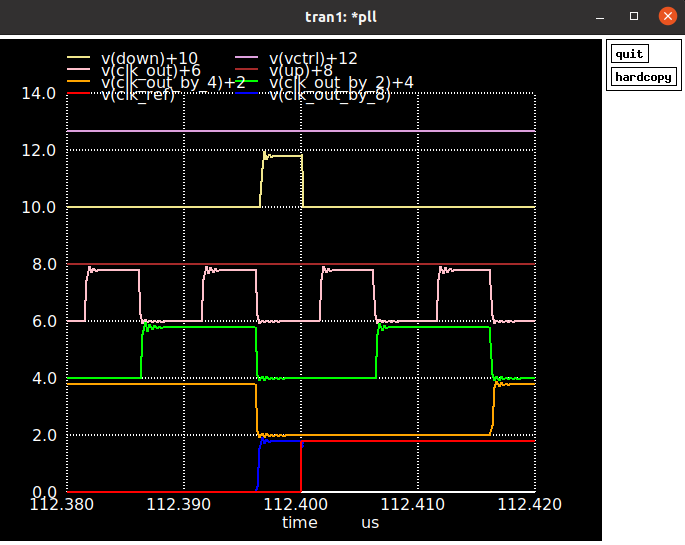 tran1: *pll
quit
hardcopy
v(down)+10 v(vctrl)+12
v(clk_out)+6 v(up)+8
v(clk_out_by_4)+2 v(clk_out_by_2)+4
v(clk_ref) v(clk_out_by_8)
14.0
12.0
10.0
8.0
6.0
4.0
2.0
0.0
112.380 112.390 112.400 112.410 112.420
time us